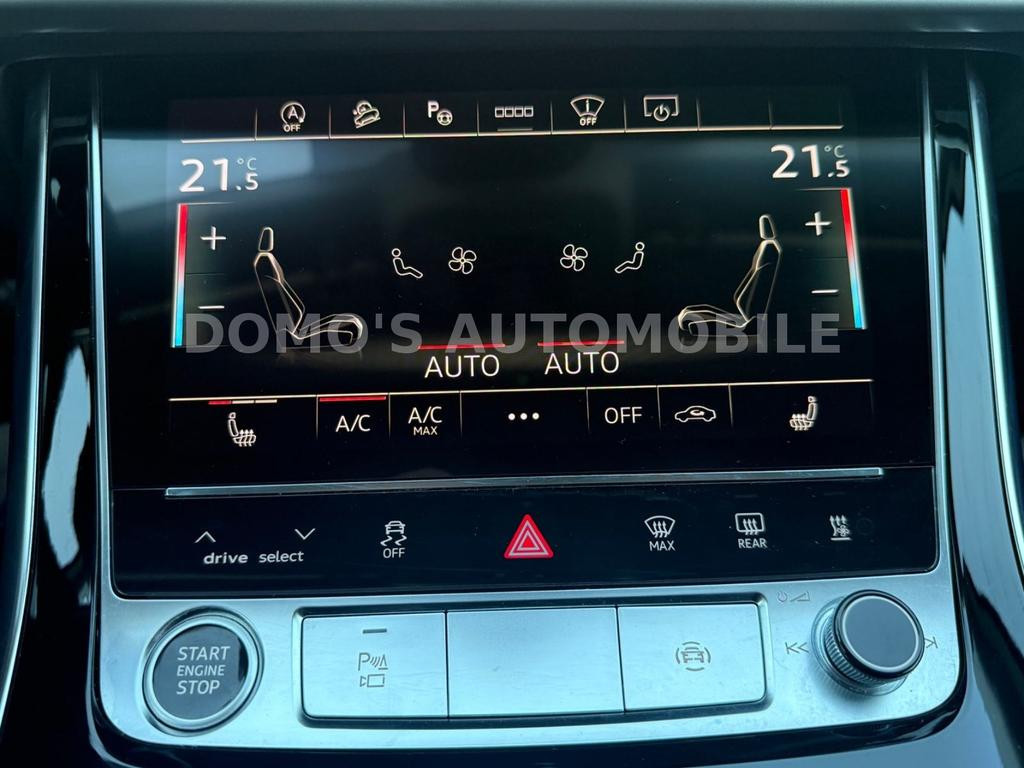 A
OFF
P
OFF
21.5°C
21.5°C
+
+
−
−
DOMO'S AUTOMOBILE
AUTO
AUTO
A/C
A/C
MAX
•••
OFF
OFF
drive select
MAX
REAR
START
ENGINE
STOP
P